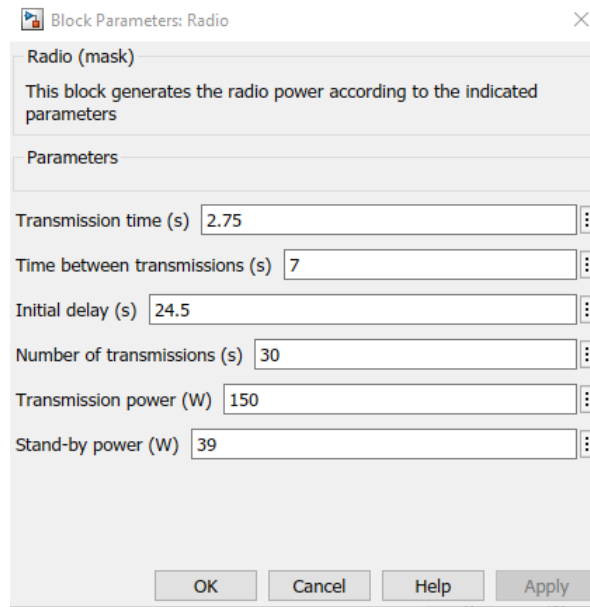 Block Parameters: Radio
Radio (mask)
This block generates the radio power according to the indicated
parameters
Parameters
Transmission time (s) 2.75
Time between transmissions (s) 7
Initial delay (s) 24.5
Number of transmissions (s) 30
Transmission power (W) 150
Stand-by power (W) 39
OK Cancel Help Apply